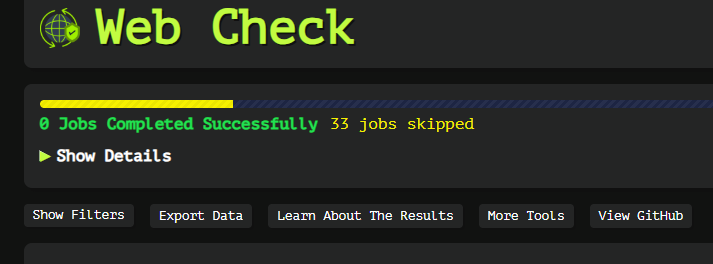 Web Check
0 Jobs Completed Successfully 33 jobs skipped
▶ Show Details
Show Filters Export Data Learn About The Results More Tools View GitHub